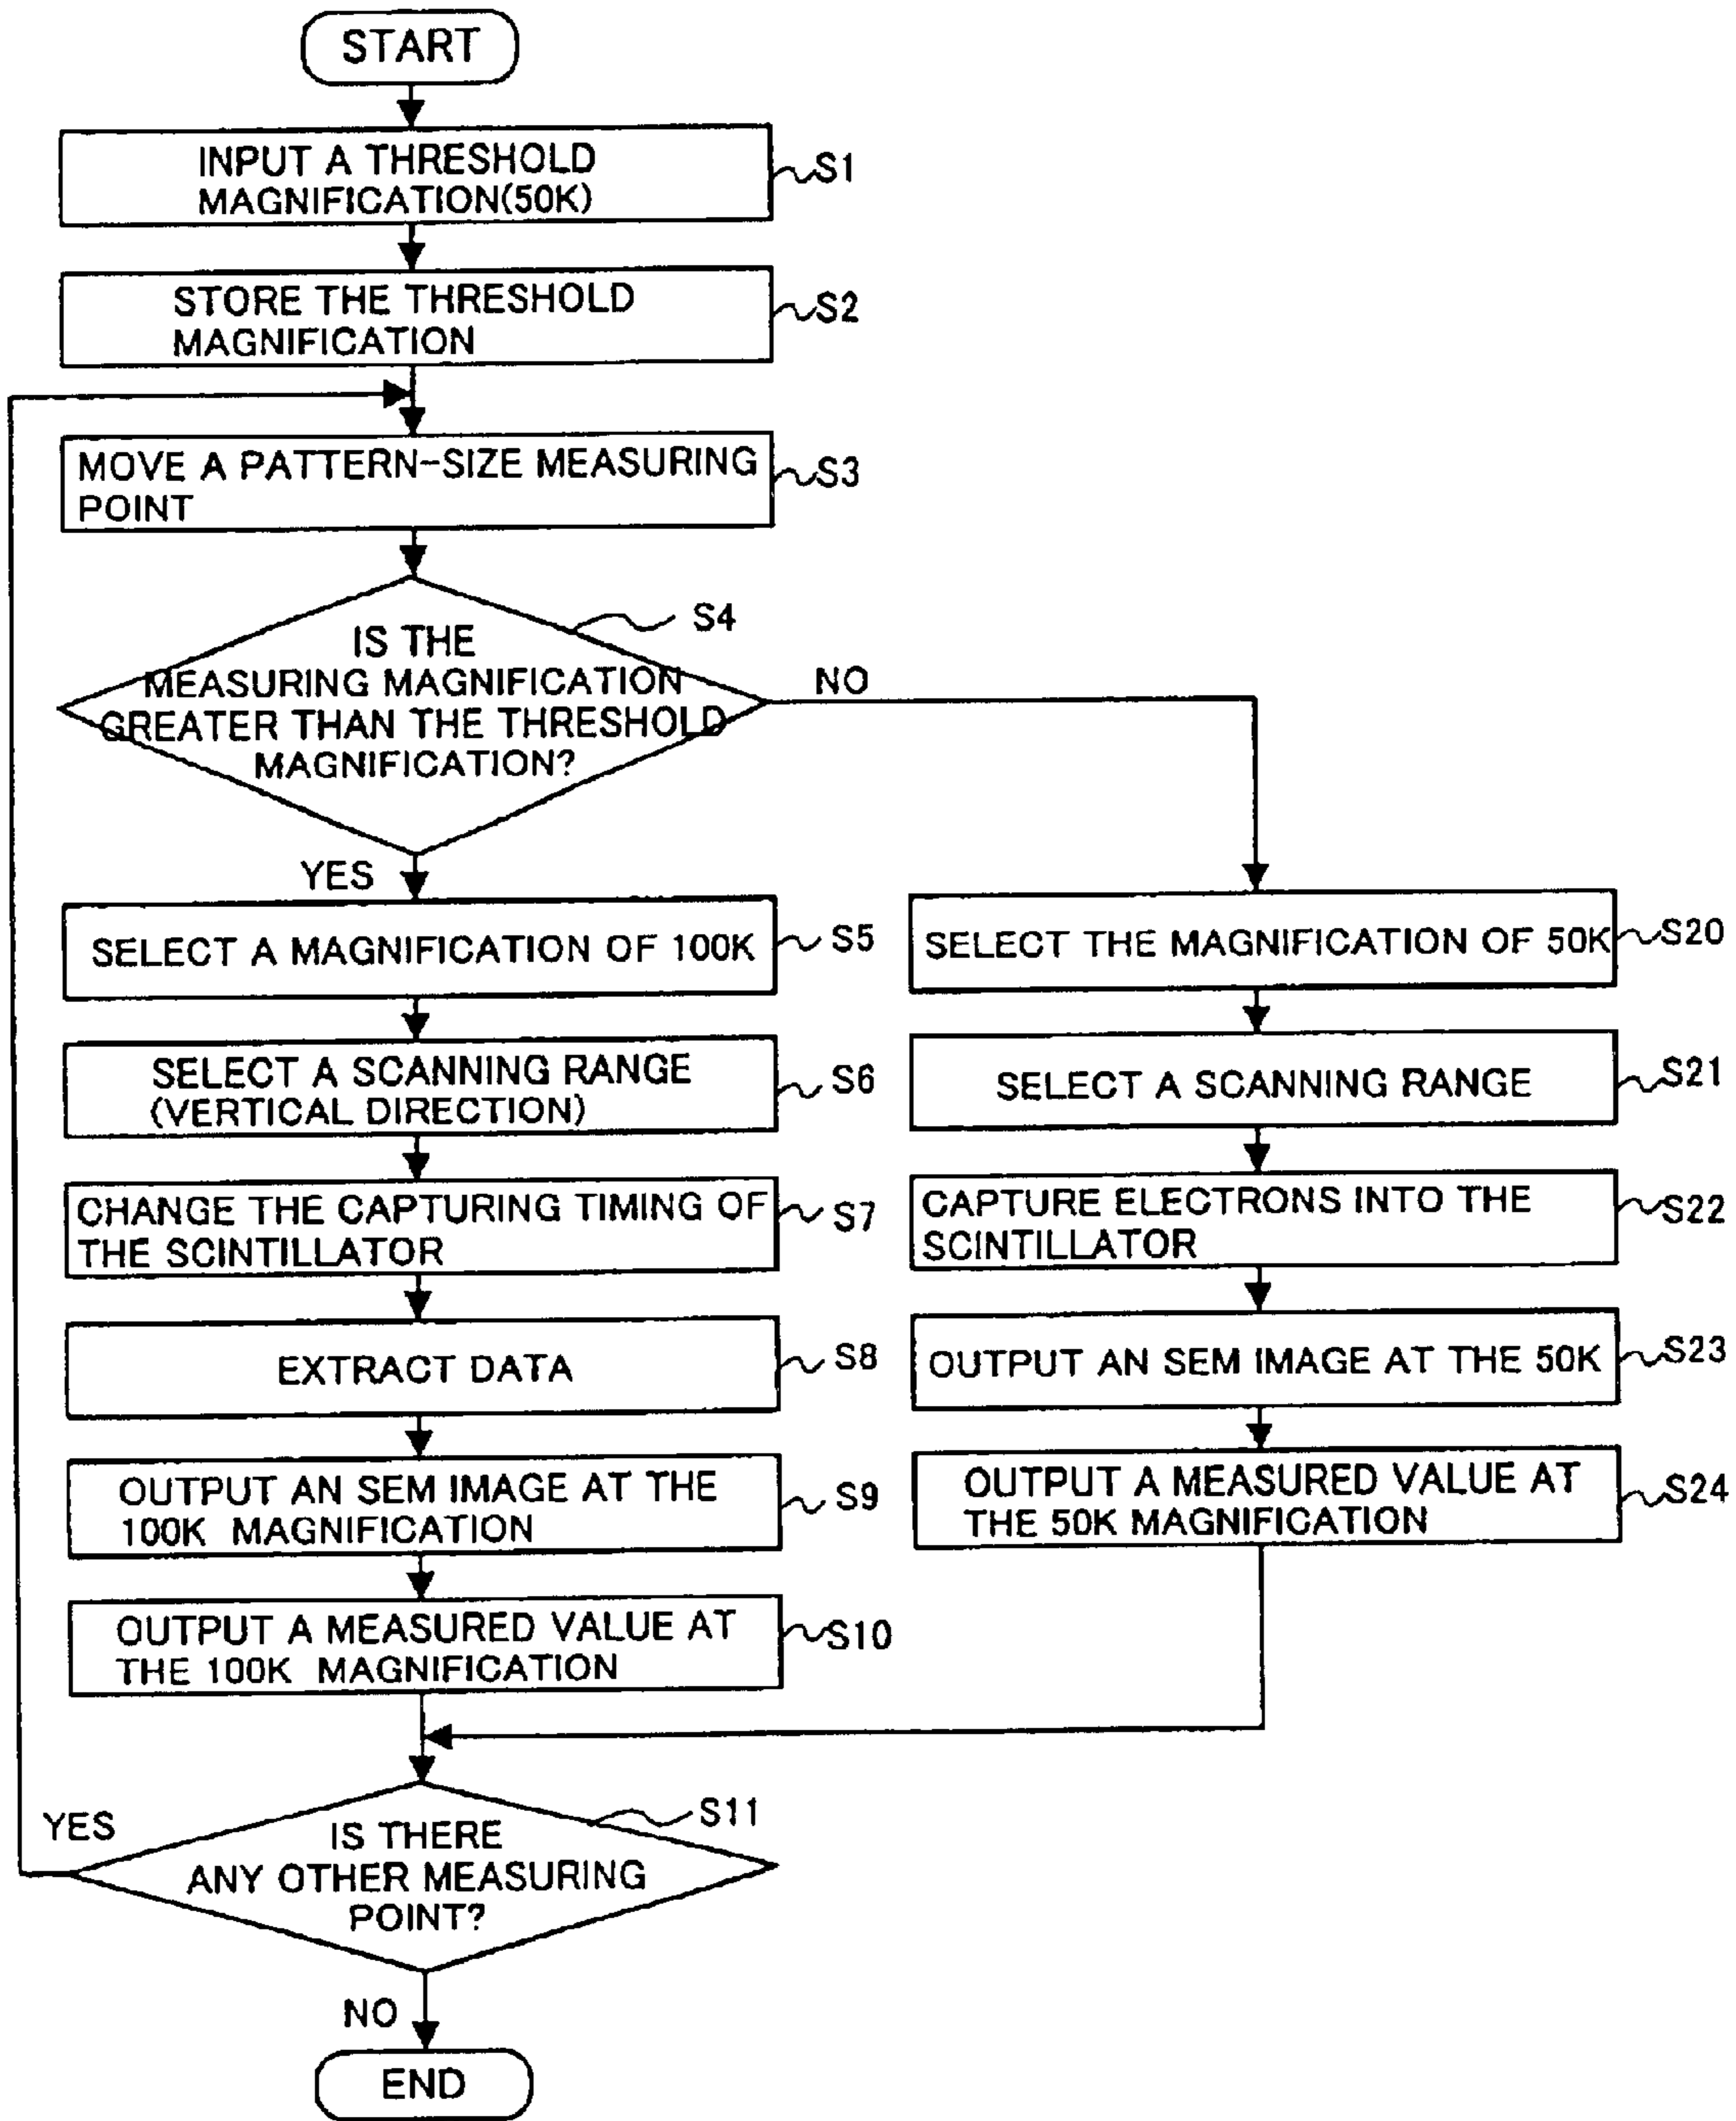 START
INPUT A THRESHOLD
MAGNIFICATION(50K)
S1
STORE THE THRESHOLD
MAGNIFICATION
S2
MOVE A PATTERN-SIZE MEASURING
POINT
S3
IS THE
MEASURING MAGNIFICATION
GREATER THAN THE THRESHOLD
MAGNIFICATION?
S4
NO
YES
SELECT A MAGNIFICATION OF 100K
S5
SELECT A SCANNING RANGE
(VERTICAL DIRECTION)
S6
CHANGE THE CAPTURING TIMING OF
THE SCINTILLATOR
S7
EXTRACT DATA
S8
OUTPUT AN SEM IMAGE AT THE
100K MAGNIFICATION
S9
OUTPUT A MEASURED VALUE AT
THE 100K MAGNIFICATION
S10
SELECT THE MAGNIFICATION OF 50K
S20
SELECT A SCANNING RANGE
S21
CAPTURE ELECTRONS INTO THE
SCINTILLATOR
S22
OUTPUT AN SEM IMAGE AT THE 50K
S23
OUTPUT A MEASURED VALUE AT
THE 50K MAGNIFICATION
S24
IS THERE
ANY OTHER MEASURING
POINT?
S11
YES
NO
END